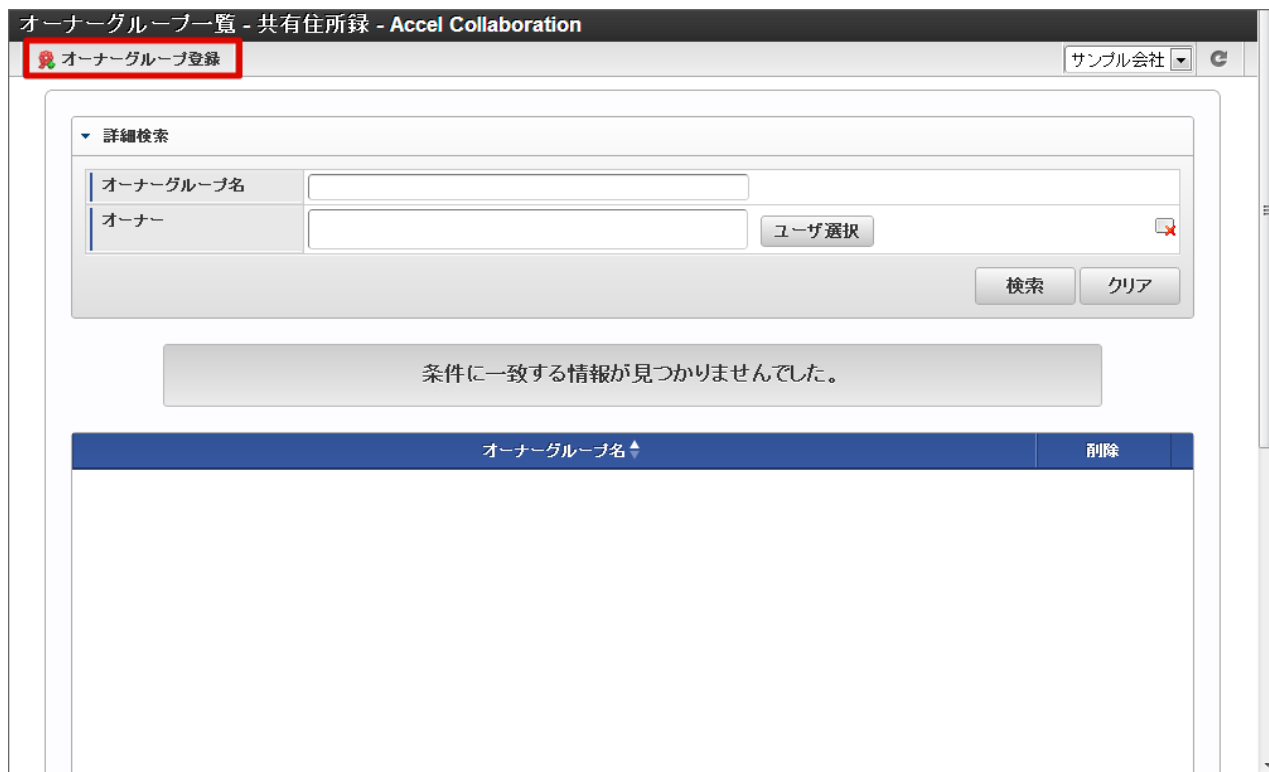 オーナーグループ一覧 - 共有住所録 - Accel Collaboration
オーナーグループ登録
サンプル会社
詳細検索
オーナーグループ名
オーナー
ユーザ選択
検索 クリア
条件に一致する情報が見つかりませんでした。
オーナーグループ名 削除